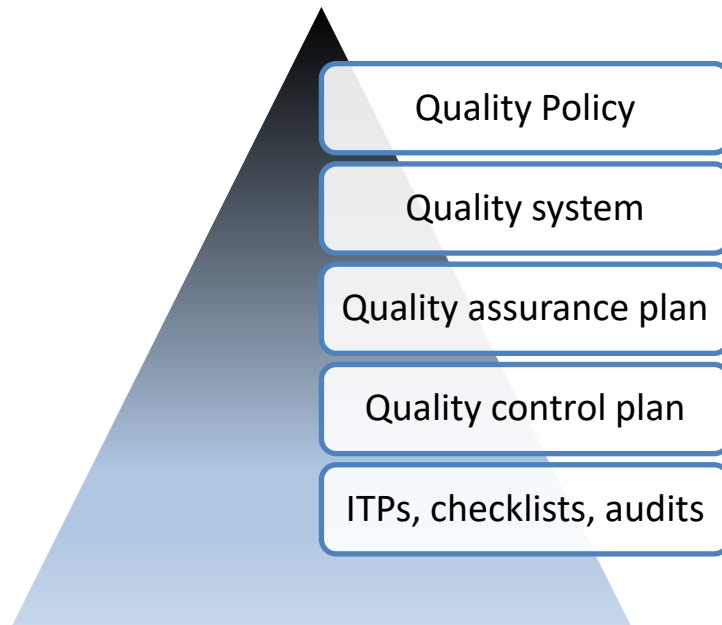 Quality Policy
Quality system
Quality assurance plan
Quality control plan
ITPs, checklists, audits